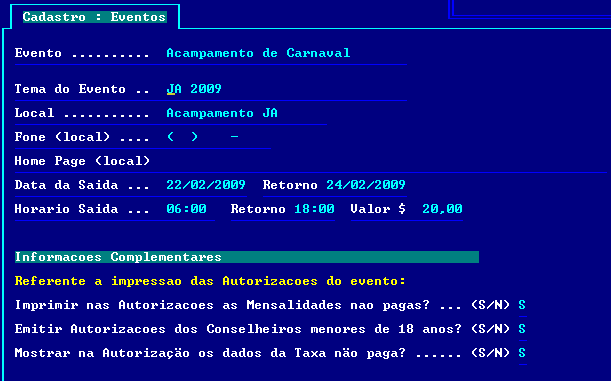 Cadastro : Eventos
Evento .......... Acampamento de Carnaval
Tema do Evento .. JA 2009
Local ........... Acampamento JA
Fone (local) .... (  )    -
Home Page (local)
Data da Saida ... 22/02/2009 Retorno 24/02/2009
Horario Saida ... 06:00 Retorno 18:00 Valor $ 20,00
Informacoes Complementares
Referente a impressao das Autorizacoes do evento:
Imprimir nas Autorizacoes as Mensalidades nao pagas? ... (S/N) S
Emitir Autorizacoes dos Conselheiros menores de 18 anos? (S/N) S
Mostrar na Autorizaçäo os dados da Taxa näo paga? ...... (S/N) S